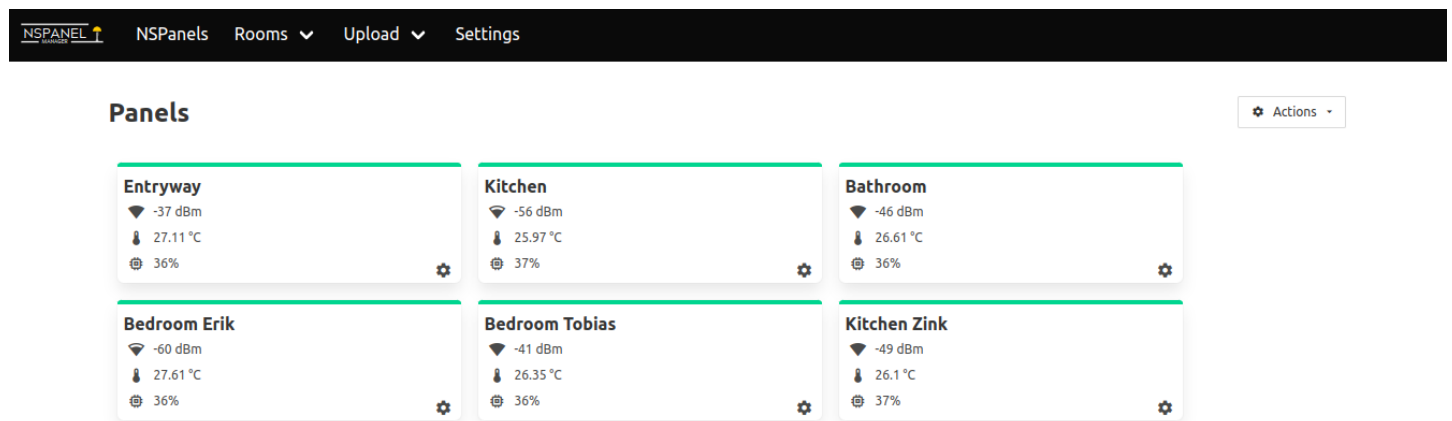 NSPANEL
MANAGER
NSPanels Rooms Upload Settings
Panels
Actions
Entryway
-37 dBm
27.11 °C
36%
Kitchen
-56 dBm
25.97 °C
37%
Bathroom
-46 dBm
26.61 °C
36%
Bedroom Erik
-60 dBm
27.61 °C
36%
Bedroom Tobias
-41 dBm
26.35 °C
36%
Kitchen Zink
-49 dBm
26.1 °C
37%